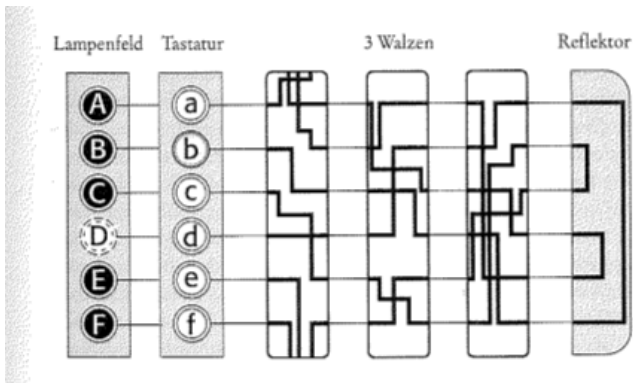 Lampenfeld Tastatur 3 Walzen Reflektor
A a
B b
C c
D d
E e
F f